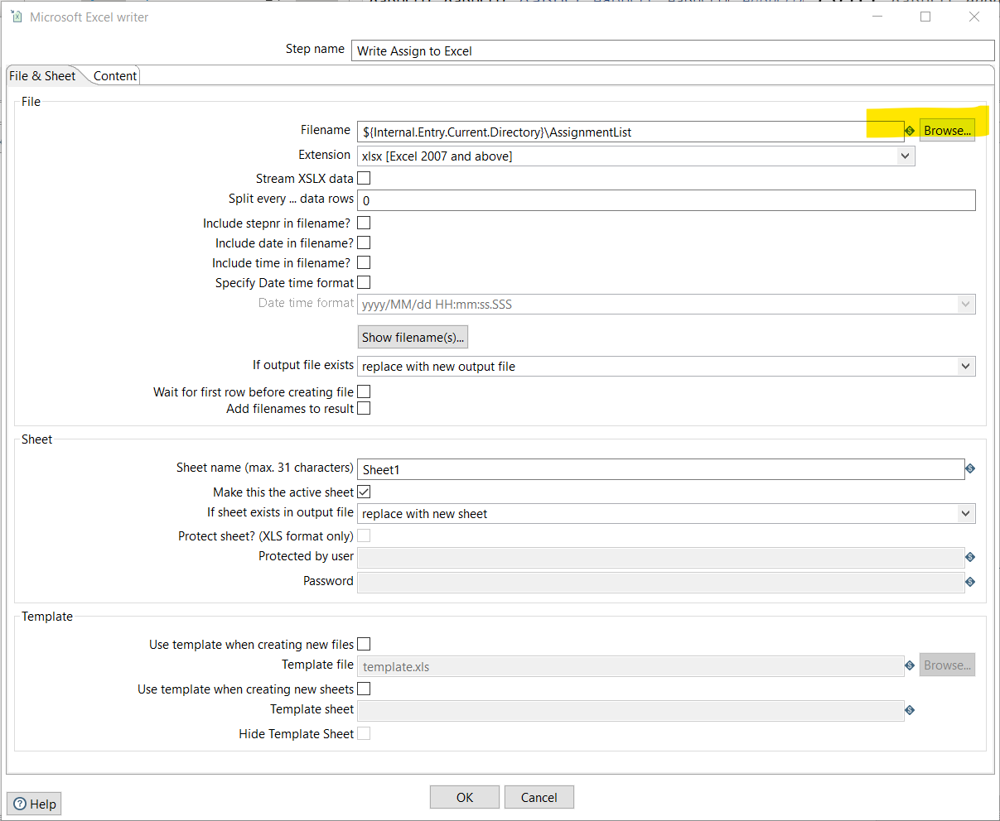 Microsoft Excel writer
Step name Write Assign to Excel
File & Sheet Content
File
Filename ${Internal.Entry.Current.Directory}\AssignmentList Browse...
Extension xlsx [Excel 2007 and above]
Stream XSLX data
Split every ... data rows 0
Include stepnr in filename?
Include date in filename?
Include time in filename?
Specify Date time format
Date time format yyyy/MM/dd HH:mm:ss.SSS
Show filename(s)...
If output file exists replace with new output file
Wait for first row before creating file
Add filenames to result
Sheet
Sheet name (max. 31 characters) Sheet1
Make this the active sheet
If sheet exists in output file replace with new sheet
Protect sheet? (XLS format only)
Protected by user
Password
Template
Use template when creating new files
Template file template.xls Browse...
Use template when creating new sheets
Template sheet
Hide Template Sheet
OK Cancel
Help